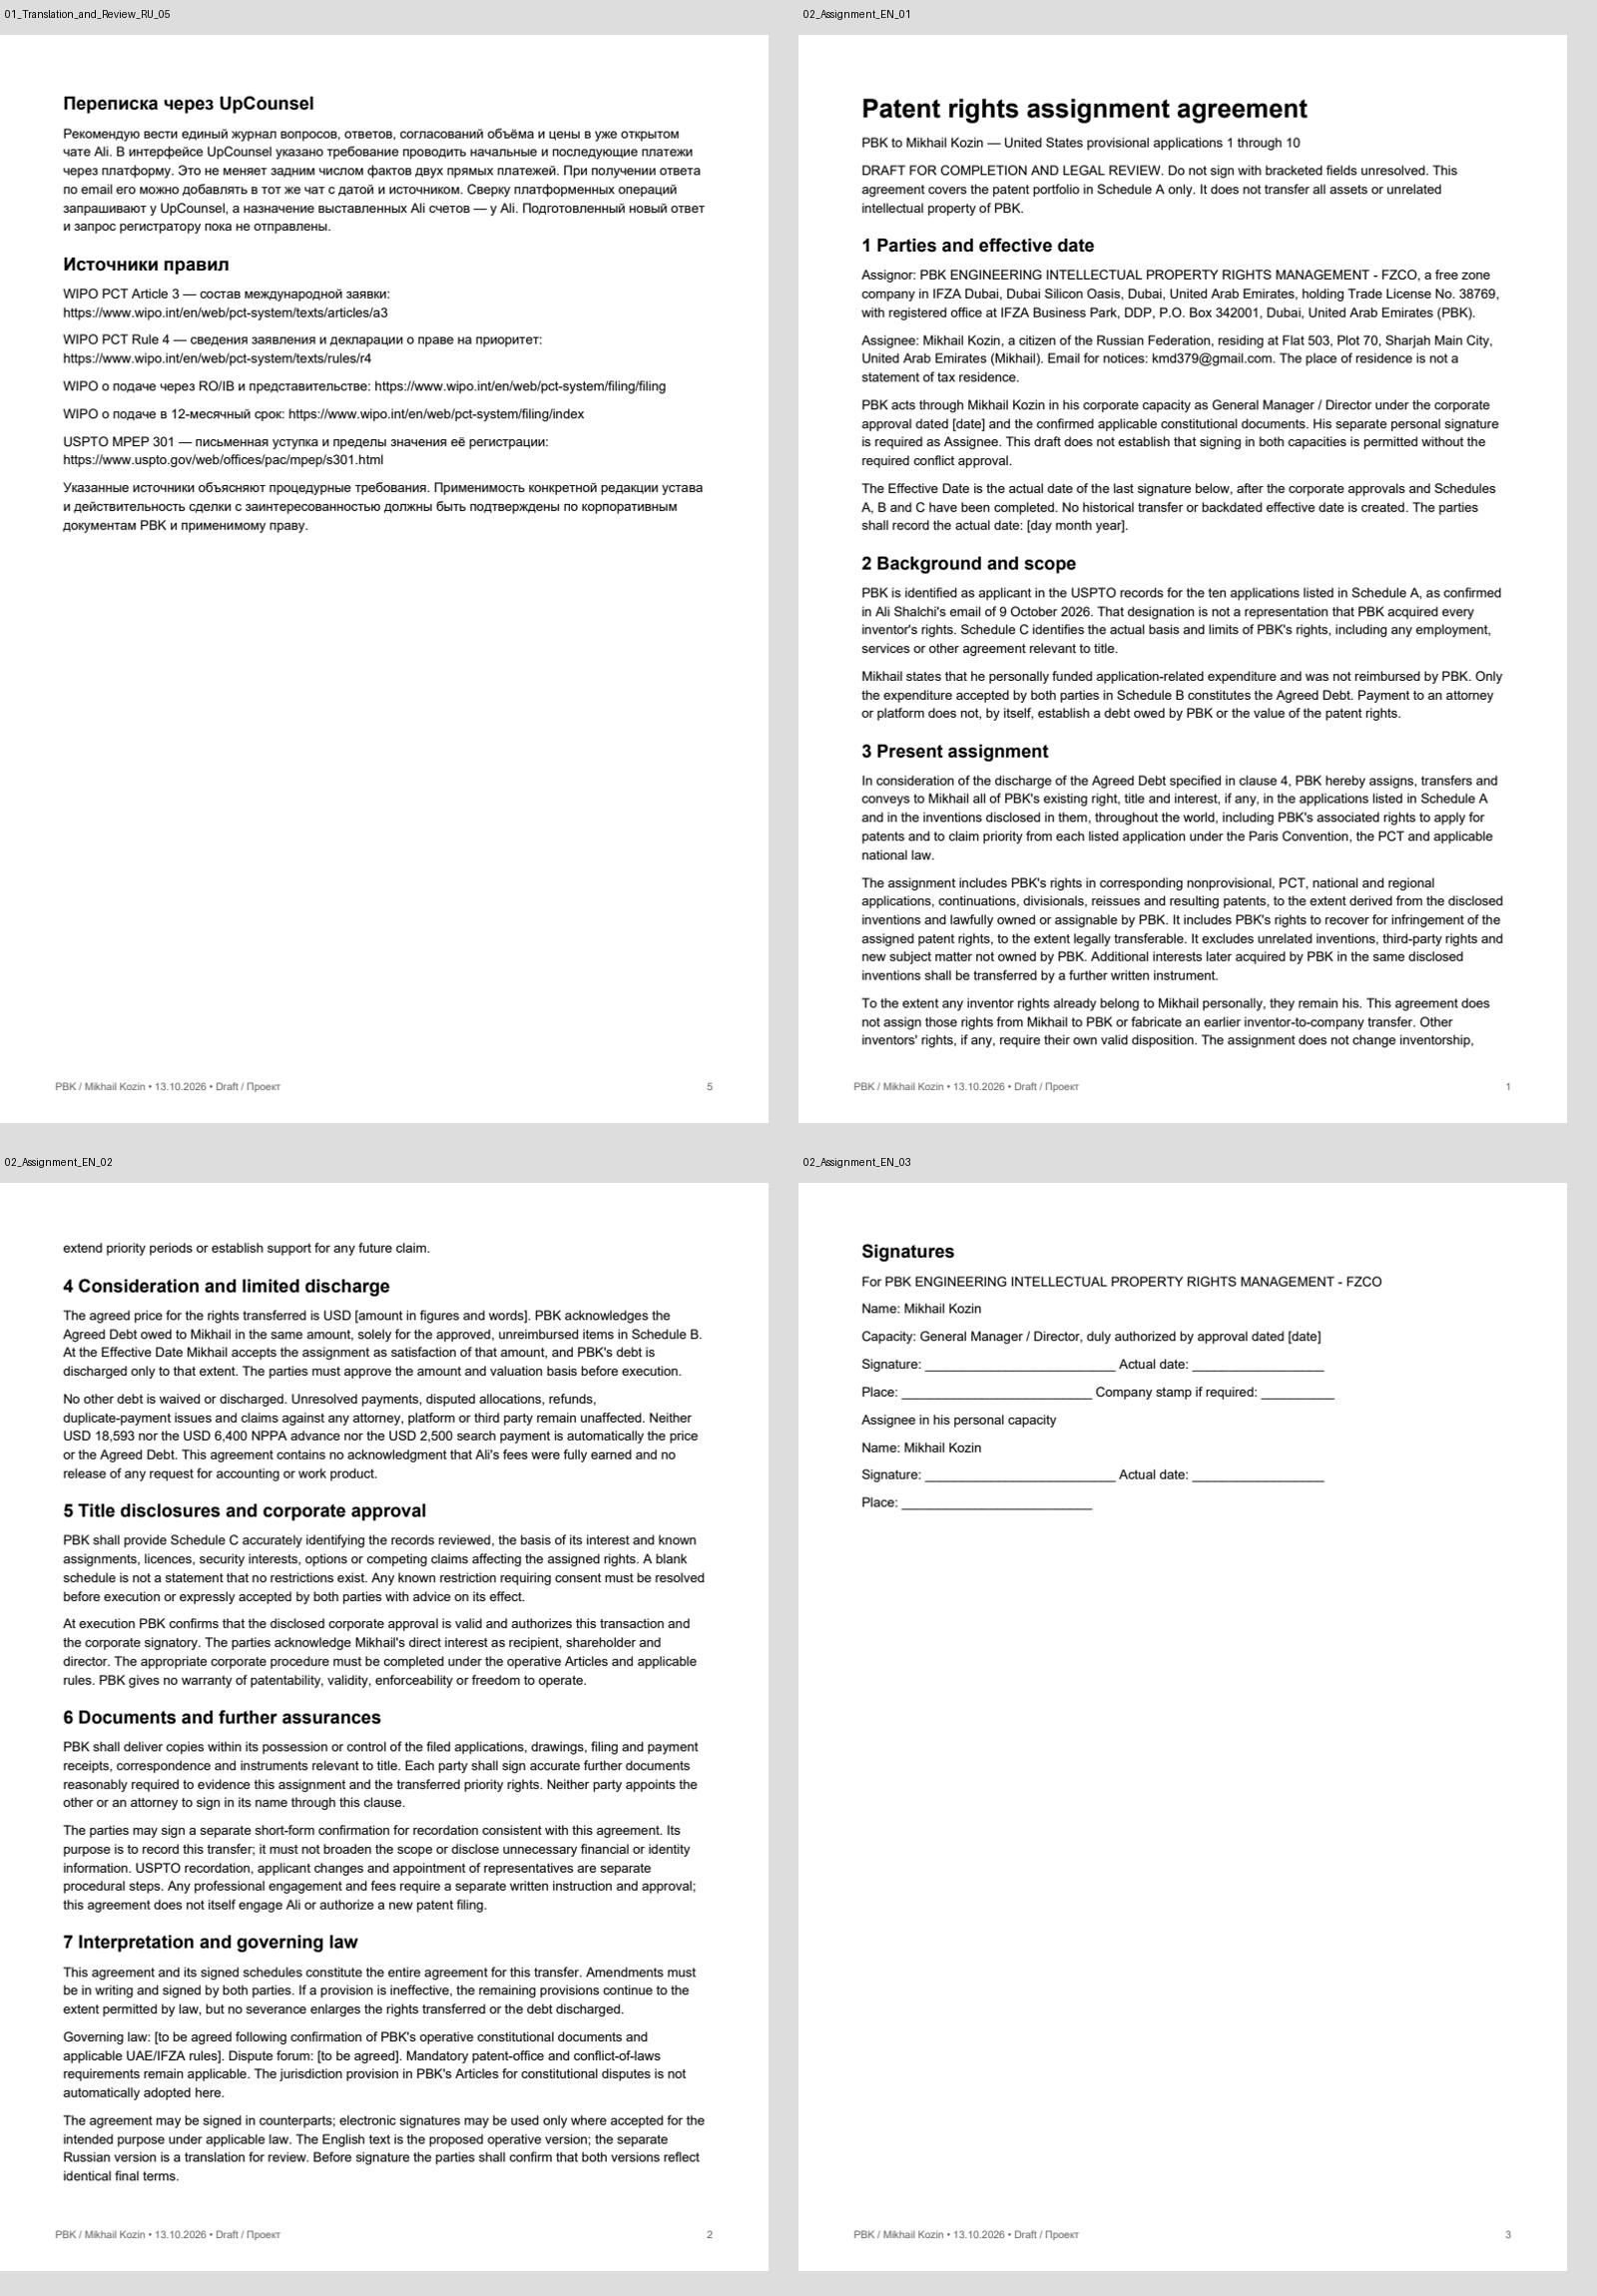 01_Translation_and_Review_RU_05
Переписка через UpCounsel
Рекомендую вести единый журнал вопросов, ответов, согласований объёма и цены в уже открытом
чате Ali. В интерфейсе UpCounsel указано требование проводить начальные и последующие платежи
через платформу. Это не меняет задним числом фактов двух прямых платежей. При получении ответа
по email его можно добавлять в тот же чат с датой и источником. Сверку платформенных операций
запрашивают у UpCounsel, а назначение выставленных Ali счетов — у Ali. Подготовленный новый ответ
и запрос регистратору пока не отправлены.
Источники правил
WIPO PCT Article 3 — состав международной заявки:
https://www.wipo.int/en/web/pct-system/texts/articles/a3
WIPO PCT Rule 4 — сведения заявления и декларации о праве на приоритет:
https://www.wipo.int/en/web/pct-system/texts/rules/r4
WIPO о подаче через RO/IB и представительстве: https://www.wipo.int/en/web/pct-system/filing/filing
WIPO о подаче в 12-месячный срок: https://www.wipo.int/en/web/pct-system/filing/index
USPTO MPEP 301 — письменная уступка и пределы значения её регистрации:
https://www.uspto.gov/web/offices/pac/mpep/s301.html
Указанные источники объясняют процедурные требования. Применимость конкретной редакции устава
и действительность сделки с заинтересованностью должны быть подтверждены по корпоративным
документам PBK и применимому праву.
PBK / Mikhail Kozin • 13.10.2026 • Draft / Проект
5
02_Assignment_EN_01
Patent rights assignment agreement
PBK to Mikhail Kozin — United States provisional applications 1 through 10
DRAFT FOR COMPLETION AND LEGAL REVIEW. Do not sign with bracketed fields unresolved. This
agreement covers the patent portfolio in Schedule A only. It does not transfer all assets or unrelated
intellectual property of PBK.
1 Parties and effective date
Assignor: PBK ENGINEERING INTELLECTUAL PROPERTY RIGHTS MANAGEMENT - FZCO, a free zone
company in IFZA Dubai, Dubai Silicon Oasis, Dubai, United Arab Emirates, holding Trade License No. 38769,
with registered office at IFZA Business Park, DDP, P.O. Box 342001, Dubai, United Arab Emirates (PBK).
Assignee: Mikhail Kozin, a citizen of the Russian Federation, residing at Flat 503, Plot 70, Sharjah Main City,
United Arab Emirates (Mikhail). Email for notices: kmd379@gmail.com. The place of residence is not a
statement of tax residence.
PBK acts through Mikhail Kozin in his corporate capacity as General Manager / Director under the corporate
approval dated [date] and the confirmed applicable constitutional documents. His separate personal signature
is required as Assignee. This draft does not establish that signing in both capacities is permitted without the
required conflict approval.
The Effective Date is the actual date of the last signature below, after the corporate approvals and Schedules
A, B and C have been completed. No historical transfer or backdated effective date is created. The parties
shall record the actual date: [day month year].
2 Background and scope
PBK is identified as applicant in the USPTO records for the ten applications listed in Schedule A, as confirmed
in Ali Shalchi's email of 9 October 2026. That designation is not a representation that PBK acquired every
inventor's rights. Schedule C identifies the actual basis and limits of PBK's rights, including any employment,
services or other agreement relevant to title.
Mikhail states that he personally funded application-related expenditure and was not reimbursed by PBK. Only
the expenditure accepted by both parties in Schedule B constitutes the Agreed Debt. Payment to an attorney
or platform does not, by itself, establish a debt owed by PBK or the value of the patent rights.
3 Present assignment
In consideration of the discharge of the Agreed Debt specified in clause 4, PBK hereby assigns, transfers and
conveys to Mikhail all of PBK's existing right, title and interest, if any, in the applications listed in Schedule A
and in the inventions disclosed in them, throughout the world, including PBK's associated rights to apply for
patents and to claim priority from each listed application under the Paris Convention, the PCT and applicable
national law.
The assignment includes PBK's rights in corresponding nonprovisional, PCT, national and regional
applications, continuations, divisionals, reissues and resulting patents, to the extent derived from the disclosed
inventions and lawfully owned or assignable by PBK. It includes PBK's rights to recover for infringement of the
assigned patent rights, to the extent legally transferable. It excludes unrelated inventions, third-party rights and
new subject matter not owned by PBK. Additional interests later acquired by PBK in the same disclosed
inventions shall be transferred by a further written instrument.
To the extent any inventor rights already belong to Mikhail personally, they remain his. This agreement does
not assign those rights from Mikhail to PBK or fabricate an earlier inventor-to-company transfer. Other
inventors' rights, if any, require their own valid disposition. The assignment does not change inventorship,
PBK / Mikhail Kozin • 13.10.2026 • Draft / Проект
1
02_Assignment_EN_02
extend priority periods or establish support for any future claim.
4 Consideration and limited discharge
The agreed price for the rights transferred is USD [amount in figures and words]. PBK acknowledges the
Agreed Debt owed to Mikhail in the same amount, solely for the approved, unreimbursed items in Schedule B.
At the Effective Date Mikhail accepts the assignment as satisfaction of that amount, and PBK's debt is
discharged only to that extent. The parties must approve the amount and valuation basis before execution.
No other debt is waived or discharged. Unresolved payments, disputed allocations, refunds,
duplicate-payment issues and claims against any attorney, platform or third party remain unaffected. Neither
USD 18,593 nor the USD 6,400 NPPA advance nor the USD 2,500 search payment is automatically the price
or the Agreed Debt. This agreement contains no acknowledgment that Ali's fees were fully earned and no
release of any request for accounting or work product.
5 Title disclosures and corporate approval
PBK shall provide Schedule C accurately identifying the records reviewed, the basis of its interest and known
assignments, licences, security interests, options or competing claims affecting the assigned rights. A blank
schedule is not a statement that no restrictions exist. Any known restriction requiring consent must be resolved
before execution or expressly accepted by both parties with advice on its effect.
At execution PBK confirms that the disclosed corporate approval is valid and authorizes this transaction and
the corporate signatory. The parties acknowledge Mikhail's direct interest as recipient, shareholder and
director. The appropriate corporate procedure must be completed under the operative Articles and applicable
rules. PBK gives no warranty of patentability, validity, enforceability or freedom to operate.
6 Documents and further assurances
PBK shall deliver copies within its possession or control of the filed applications, drawings, filing and payment
receipts, correspondence and instruments relevant to title. Each party shall sign accurate further documents
reasonably required to evidence this assignment and the transferred priority rights. Neither party appoints the
other or an attorney to sign in its name through this clause.
The parties may sign a separate short-form confirmation for recordation consistent with this agreement. Its
purpose is to record this transfer; it must not broaden the scope or disclose unnecessary financial or identity
information. USPTO recordation, applicant changes and appointment of representatives are separate
procedural steps. Any professional engagement and fees require a separate written instruction and approval;
this agreement does not itself engage Ali or authorize a new patent filing.
7 Interpretation and governing law
This agreement and its signed schedules constitute the entire agreement for this transfer. Amendments must
be in writing and signed by both parties. If a provision is ineffective, the remaining provisions continue to the
extent permitted by law, but no severance enlarges the rights transferred or the debt discharged.
Governing law: [to be agreed following confirmation of PBK's operative constitutional documents and
applicable UAE/IFZA rules]. Dispute forum: [to be agreed]. Mandatory patent-office and conflict-of-laws
requirements remain applicable. The jurisdiction provision in PBK's Articles for constitutional disputes is not
automatically adopted here.
The agreement may be signed in counterparts; electronic signatures may be used only where accepted for the
intended purpose under applicable law. The English text is the proposed operative version; the separate
Russian version is a translation for review. Before signature the parties shall confirm that both versions reflect
identical final terms.
PBK / Mikhail Kozin • 13.10.2026 • Draft / Проект
2
02_Assignment_EN_03
Signatures
For PBK ENGINEERING INTELLECTUAL PROPERTY RIGHTS MANAGEMENT - FZCO
Name: Mikhail Kozin
Capacity: General Manager / Director, duly authorized by approval dated [date]
Signature: __________________________ Actual date: __________________
Place: __________________________ Company stamp if required: __________
Assignee in his personal capacity
Name: Mikhail Kozin
Signature: __________________________ Actual date: __________________
Place: __________________________
PBK / Mikhail Kozin • 13.10.2026 • Draft / Проект
3